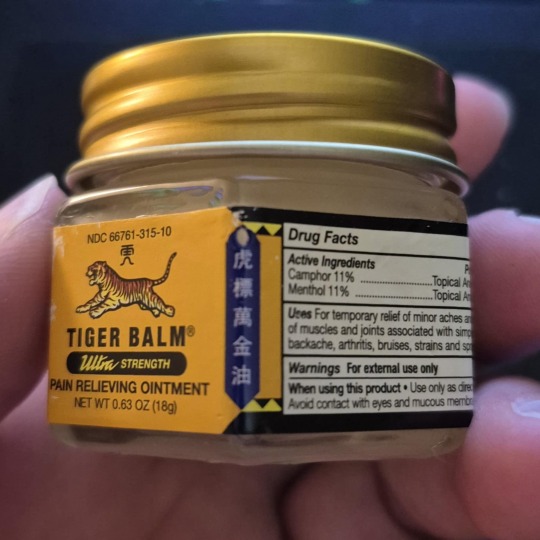 NDC 66761-315-10
TIGER BALM®
Ultra STRENGTH
PAIN RELIEVING OINTMENT
NET WT 0.63 OZ (18g)
虎
標
萬
金
油
Drug Facts
Active Ingredients
Camphor 11% ........................Topical
Menthol 11% ........................Topical
Uses For temporary relief of minor aches
of muscles and joints associated with
backache, arthritis, bruises, strains and
Warnings For external use only
When using this product • Use only as
Avoid contact with eyes and mucous